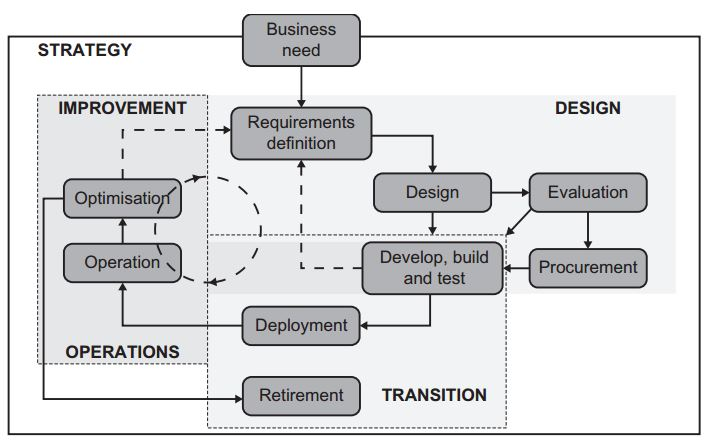 Business
need
STRATEGY
IMPROVEMENT
DESIGN
Requirements
definition
Optimisation
Design
Evaluation
Operation
Develop, build
and test
Procurement
Deployment
OPERATIONS
Retirement
TRANSITION